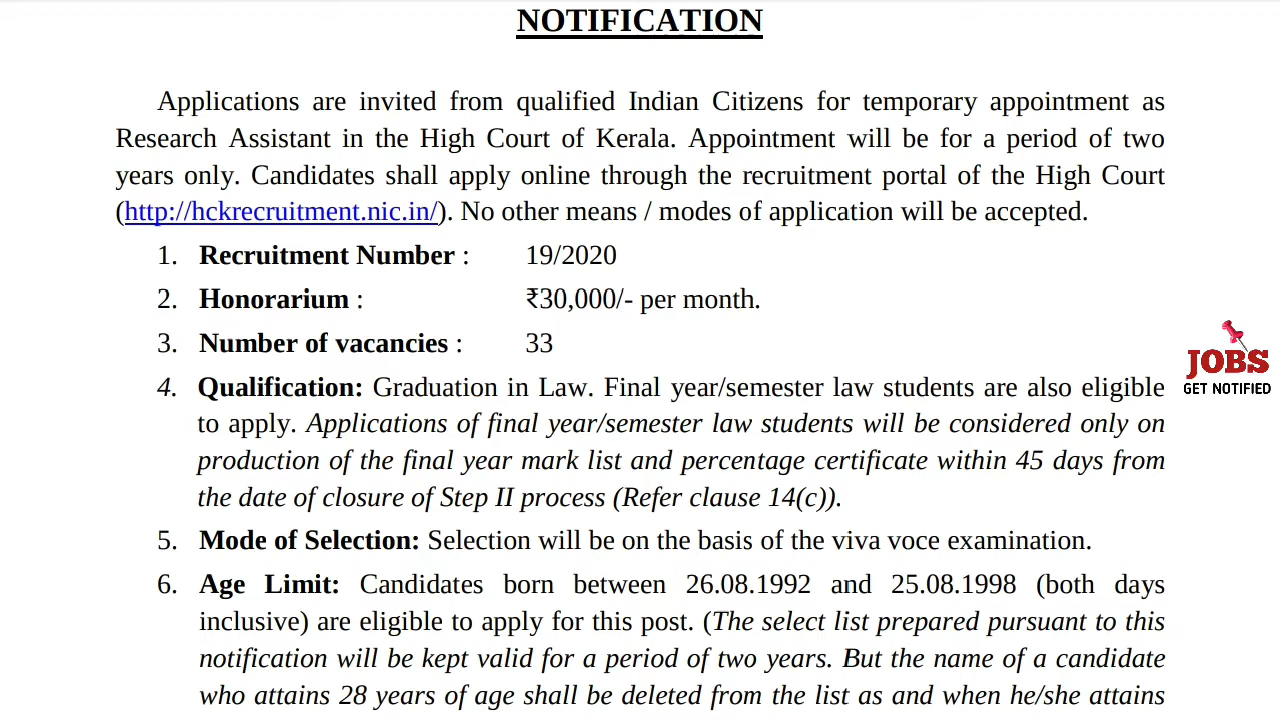 NOTIFICATION
Applications are invited from qualified Indian Citizens for temporary appointment as
Research Assistant in the High Court of Kerala. Appointment will be for a period of two
years only. Candidates shall apply online through the recruitment portal of the High Court
(http://hckrecruitment.nic.in/). No other means / modes of application will be accepted.
1. Recruitment Number : 19/2020
2. Honorarium : ₹30,000/- per month.
3. Number of vacancies : 33
4. Qualification: Graduation in Law. Final year/semester law students are also eligible
to apply. Applications of final year/semester law students will be considered only on
production of the final year mark list and percentage certificate within 45 days from
the date of closure of Step II process (Refer clause 14(c)).
5. Mode of Selection: Selection will be on the basis of the viva voce examination.
6. Age Limit: Candidates born between 26.08.1992 and 25.08.1998 (both days
inclusive) are eligible to apply for this post. (The select list prepared pursuant to this
notification will be kept valid for a period of two years. But the name of a candidate
who attains 28 years of age shall be deleted from the list as and when he/she attains
JOBS
GET NOTIFIED